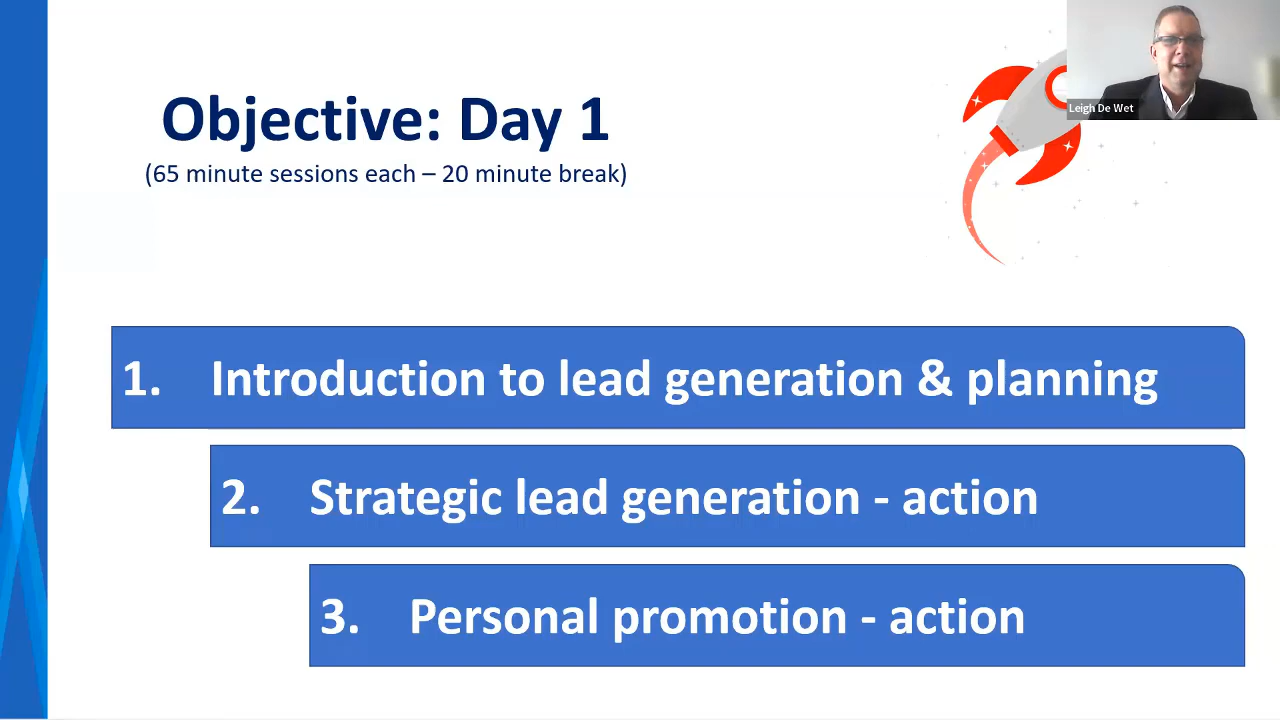 Objective: Day 1
(65 minute sessions each – 20 minute break)
Leigh De Wet
1. Introduction to lead generation & planning
2. Strategic lead generation - action
3. Personal promotion - action